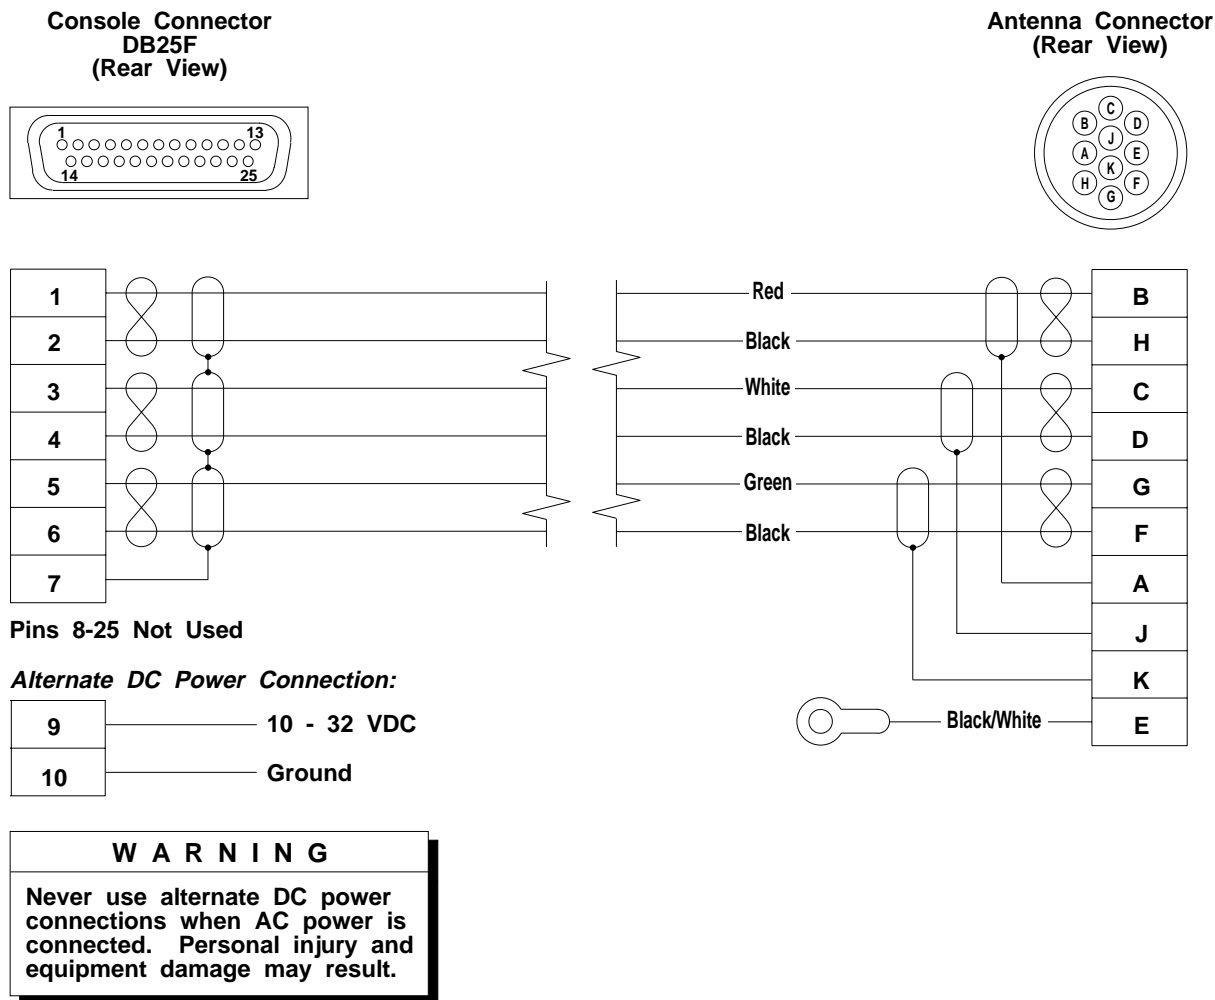 Console Connector
DB25F
(Rear View)
Antenna Connector
(Rear View)
1 13
14 25
C
B D
J
A E
K
H F
G
1 Red B
2 Black H
3 White C
4 Black D
5 Green G
6 Black F
7 A
Pins 8-25 Not Used
J
Alternate DC Power Connection:
K
9 10 - 32 VDC
Black/White E
10 Ground
WARNING
Never use alternate DC power
connections when AC power is
connected. Personal injury and
equipment damage may result.